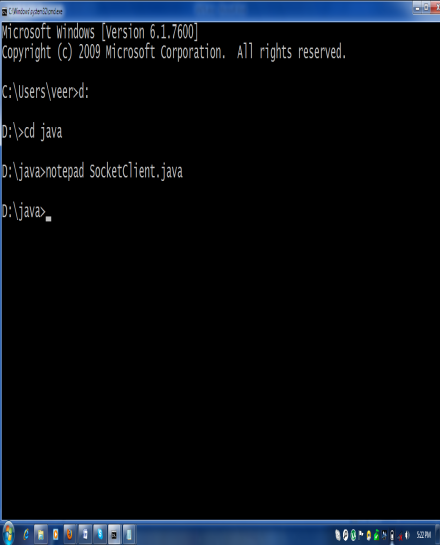 C:\Windows\system32\cmd.exe
Microsoft Windows [Version 6.1.7600]
Copyright (c) 2009 Microsoft Corporation.  All rights reserved.
C:\Users\veer>d:
D:\>cd java
D:\java>notepad SocketClient.java
D:\java>
5:22 PM